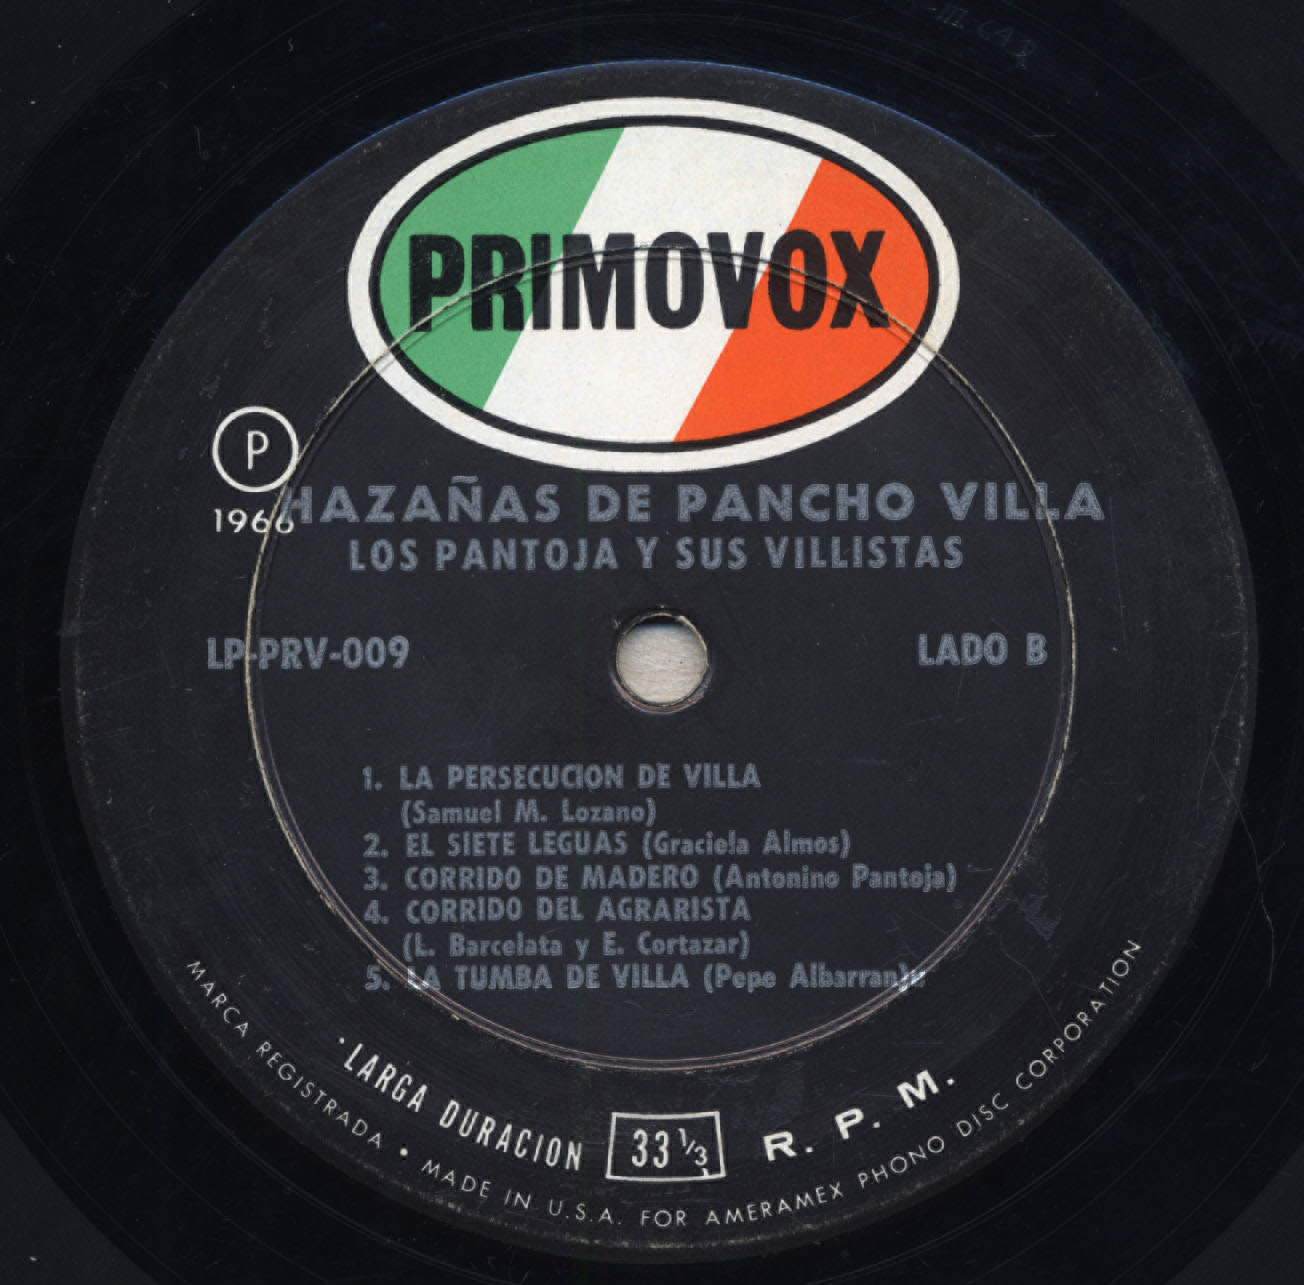 PRIMOVOX
P
1966
HAZAÑAS DE PANCHO VILLA
LOS PANTOJA Y SUS VILLISTAS
LP-PRV-009
LADO B
1. LA PERSECUCION DE VILLA
(Samuel M. Lozano)
2. EL SIETE LEGUAS (Graciela Almos)
3. CORRIDO DE MADERO (Antonino Pantoja)
4. CORRIDO DEL AGRARISTA
(L. Barcelata y E. Cortazar)
5. LA TUMBA DE VILLA (Pepe Albarran)
LARGA DURACION 33 1/3 R. P. M.
MARCA REGISTRADA • MADE IN U.S.A. FOR AMERAMEX PHONO DISC CORPORATION